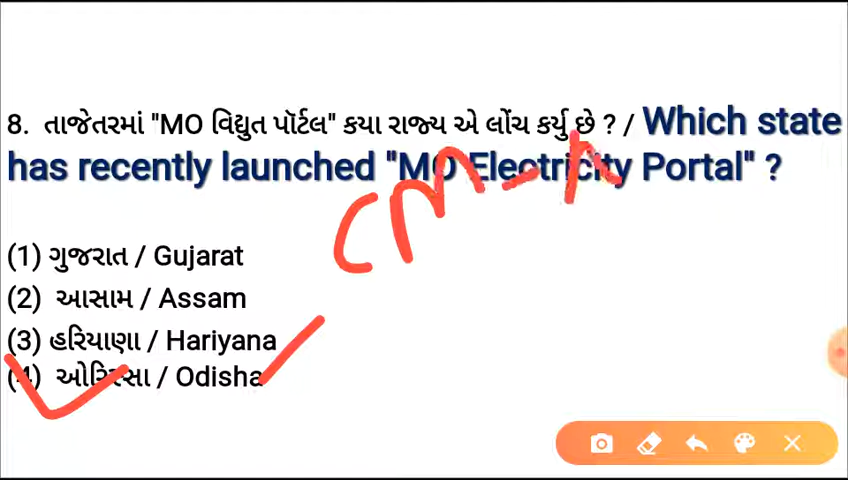 8. તાજેતરમાં "MO વિદ્યુત પૉર્ટલ" કયા રાજ્ય એ લોંચ કર્યુ છે ? / Which state
has recently launched "MO Electricity Portal" ?
CM - A
(1) ગુજરાત / Gujarat
(2) આસામ / Assam
(3) હરિયાણા / Hariyana
(4) ઓરિસ્સા / Odisha